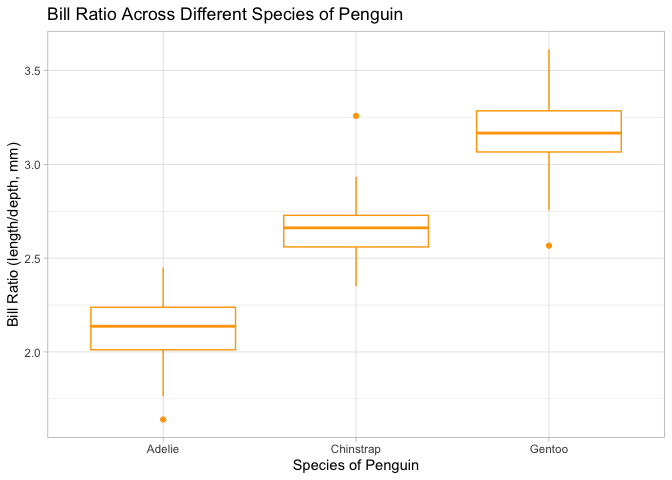 Bill Ratio Across Different Species of Penguin
Bill Ratio (length/depth, mm)
3.5
3.0
2.5
2.0
Adelie
Chinstrap
Gentoo
Species of Penguin